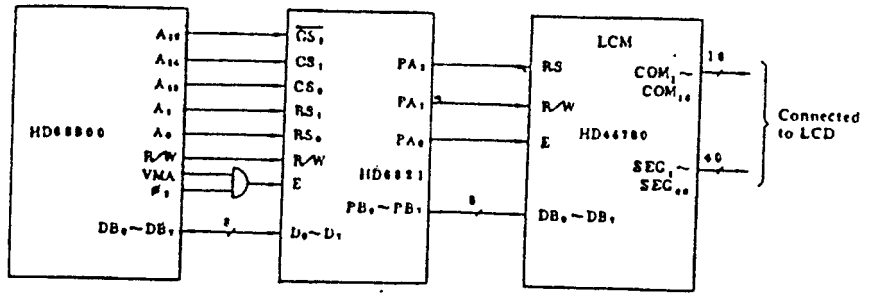 HD68B00
A₁₅
A₁₄
A₁₃
A₁
A₀
R/W
VMA
ø₂
DB₀~DB₇
8
CS₂
CS₁
CS₀
RS₁
RS₀
R/W
E
D₀~D₇
HD6821
PA₂
PA₁
PA₀
PB₀~PB₇
8
LCM
RS
R/W
E
DB₀~DB₇
HD44780
COM₁~
COM₁₆
SEG₁~
SEG₄₀
16
40
Connected
to LCD